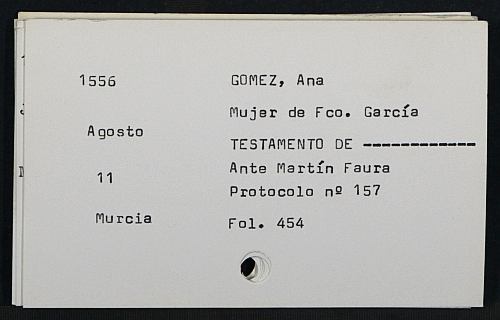 1556 GOMEZ, Ana
Mujer de Fco. García
Agosto
TESTAMENTO DE -------------
11 Ante Martín Faura
Protocolo nº 157
Murcia Fol. 454